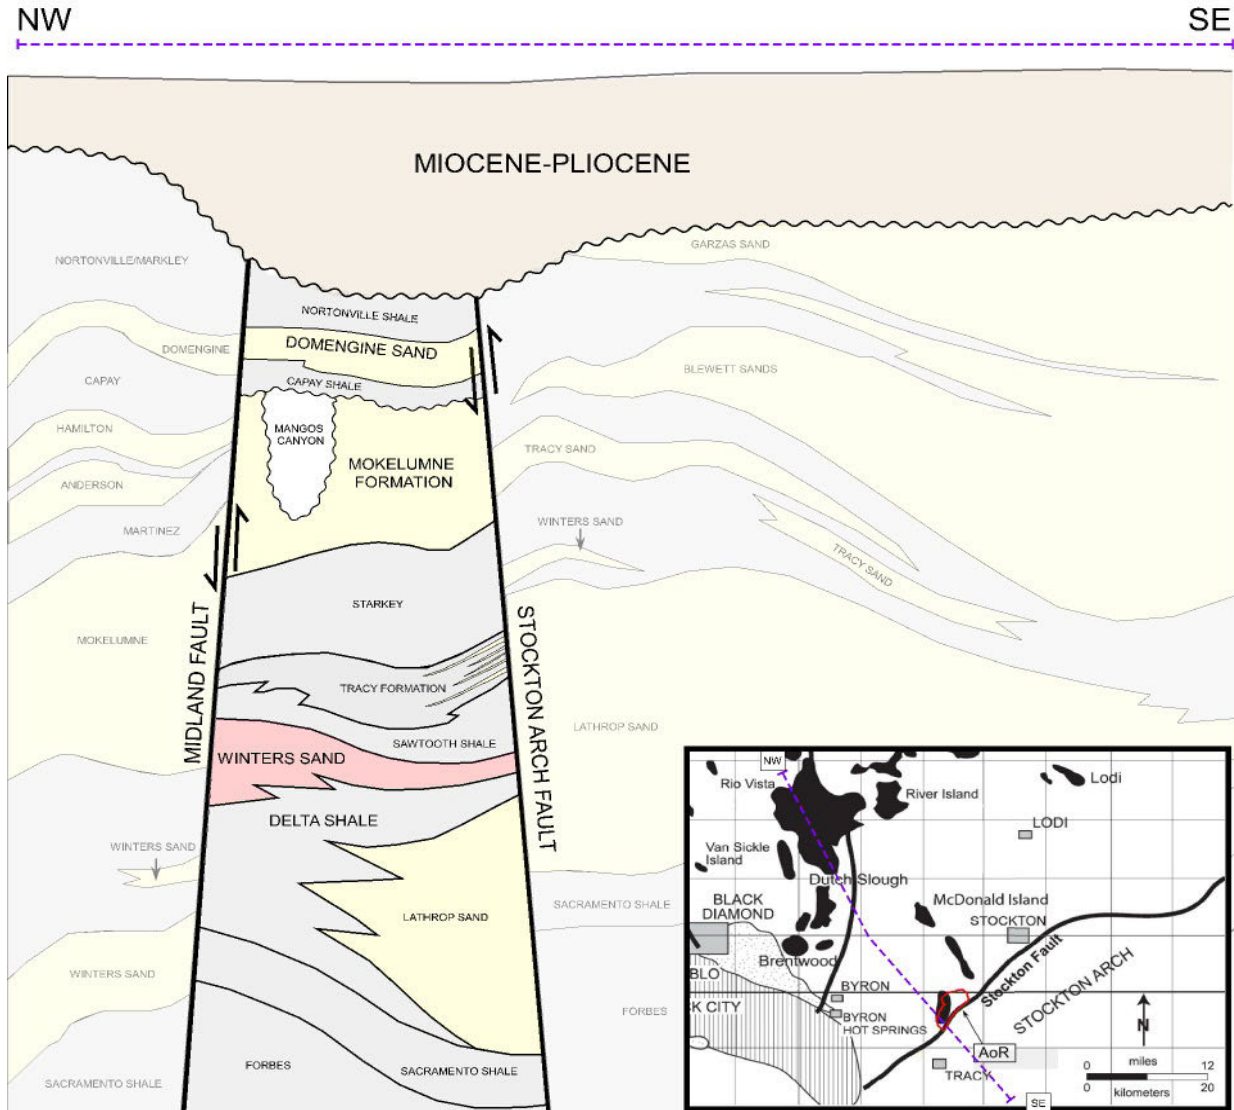 NW
SE
MIOCENE-PLIOCENE
GARZAS SAND
NORTONVILLE/MARKLEY
NORTONVILLE SHALE
DOMENGINE SAND
DOMENGINE
CAPAY SHALE
CAPAY
BLEWETT SANDS
HAMILTON
MANGOS
CANYON
MOKELUMNE
FORMATION
TRACY SAND
ANDERSON
MARTINEZ
WINTERS SAND
TRACY SAND
STARKEY
MOKELUMNE
MIDLAND FAULT
STOCKTON ARCH FAULT
TRACY FORMATION
LATHROP SAND
SAWTOOTH SHALE
WINTERS SAND
DELTA SHALE
WINTERS SAND
LATHROP SAND
SACRAMENTO SHALE
WINTERS SAND
FORBES
FORBES
SACRAMENTO SHALE
SACRAMENTO SHALE
NW
Rio Vista
River Island
Lodi
LODI
Van Sickle
Island
Dutch Slough
McDonald Island
BLACK
DIAMOND
STOCKTON
Brentwood
Stockton Fault
STOCKTON ARCH
BLO
BYRON
CK CITY
BYRON
HOT SPRINGS
N
AoR
TRACY
0 miles 12
0 kilometers 20
SE